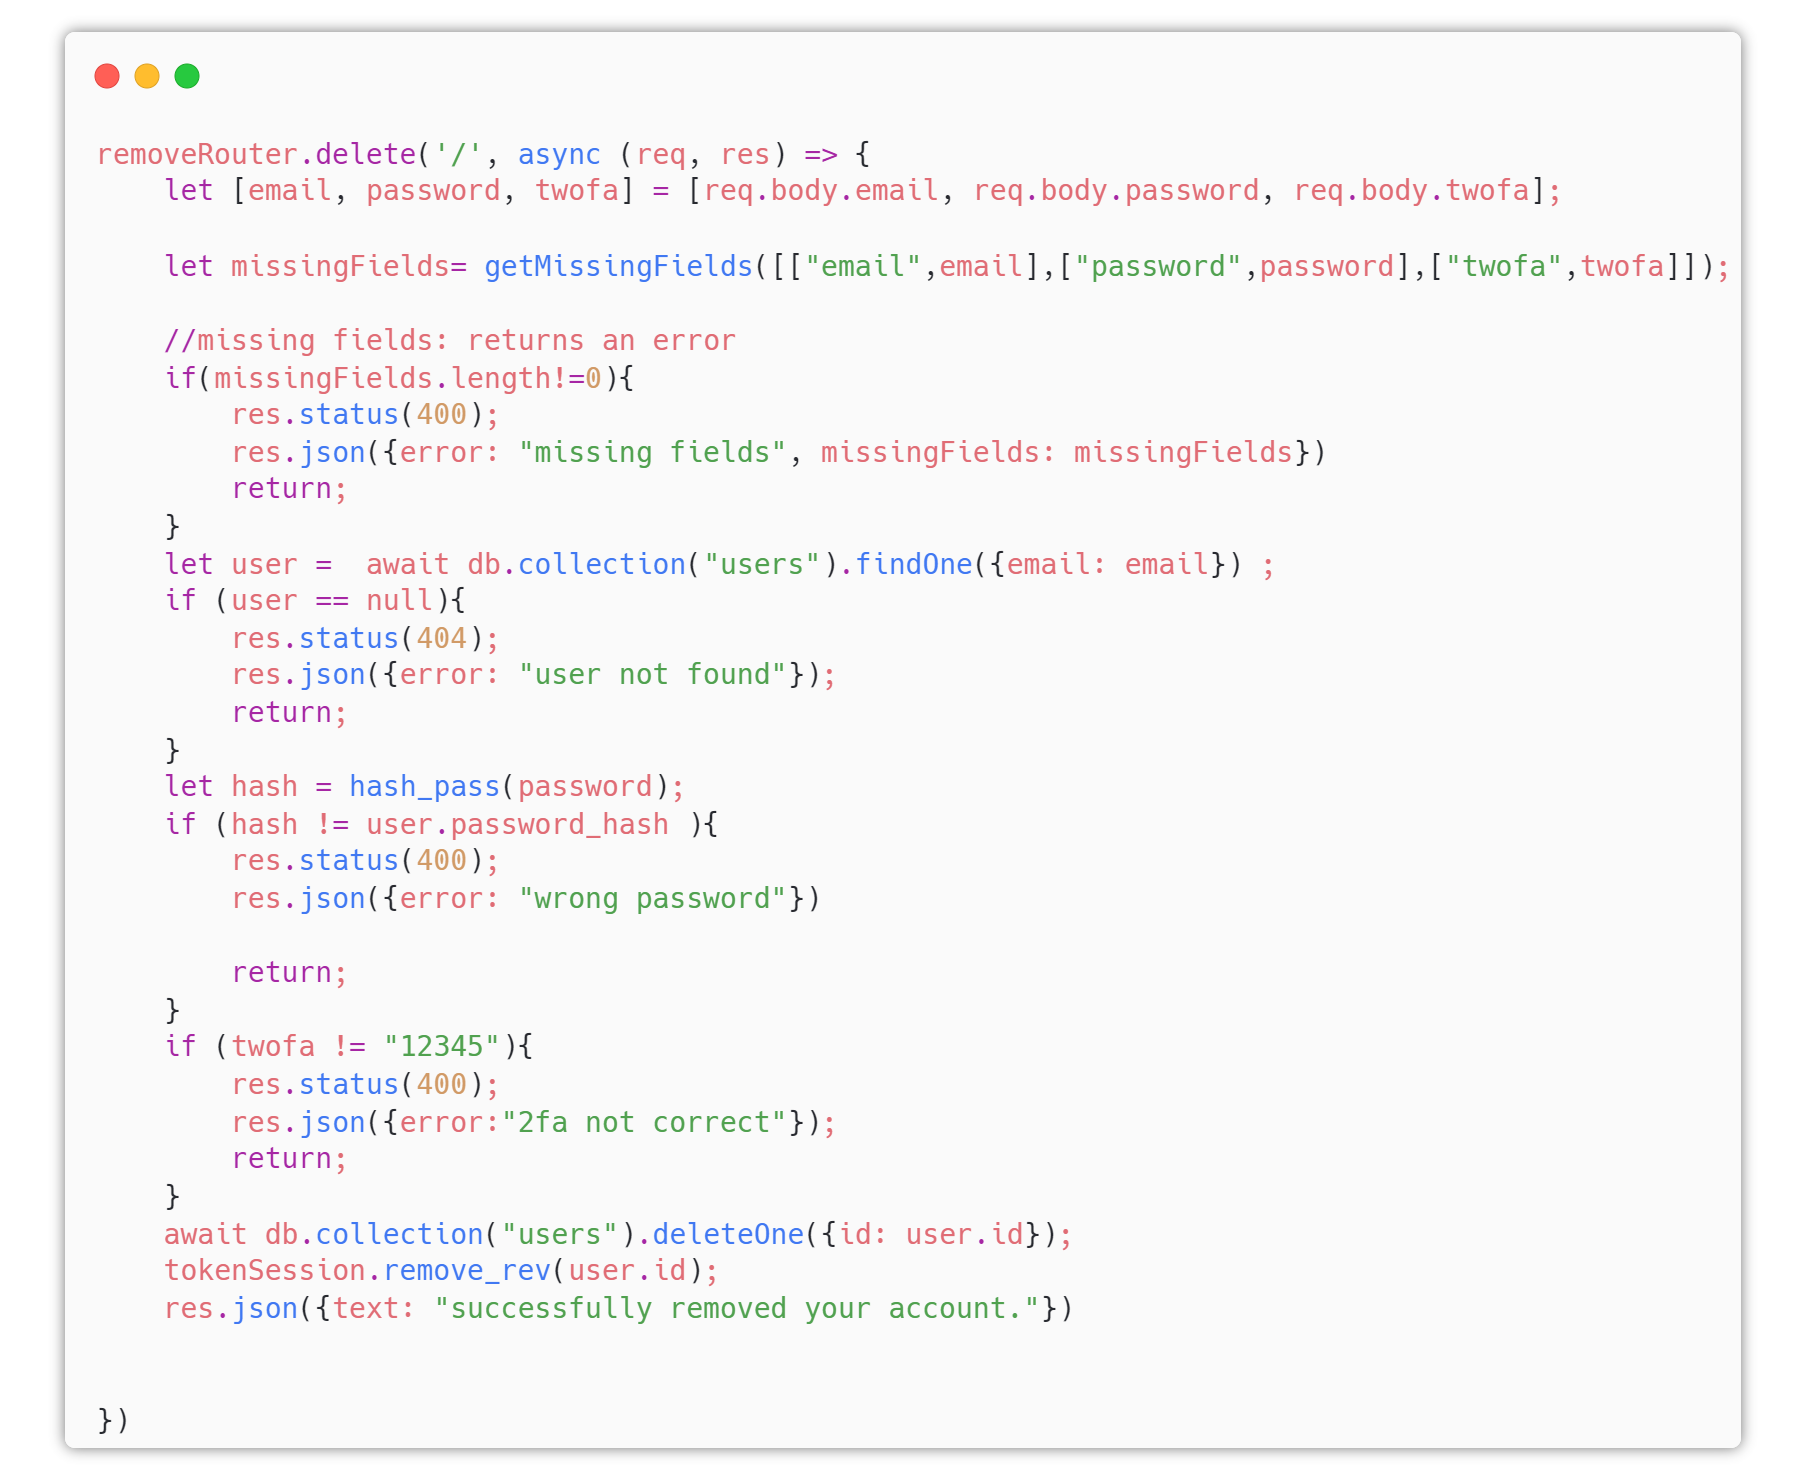 removeRouter.delete('/', async (req, res) => {
    let [email, password, twofa] = [req.body.email, req.body.password, req.body.twofa];
    let missingFields= getMissingFields([["email",email],["password",password],["twofa",twofa]]);
    //missing fields: returns an error
    if(missingFields.length!=0){
        res.status(400);
        res.json({error: "missing fields", missingFields: missingFields})
        return;
    }
    let user =  await db.collection("users").findOne({email: email}) ;
    if (user == null){
        res.status(404);
        res.json({error: "user not found"});
        return;
    }
    let hash = hash_pass(password);
    if (hash != user.password_hash ){
        res.status(400);
        res.json({error: "wrong password"})
        return;
    }
    if (twofa != "12345"){
        res.status(400);
        res.json({error:"2fa not correct"});
        return;
    }
    await db.collection("users").deleteOne({id: user.id});
    tokenSession.remove_rev(user.id);
    res.json({text: "successfully removed your account."})
})